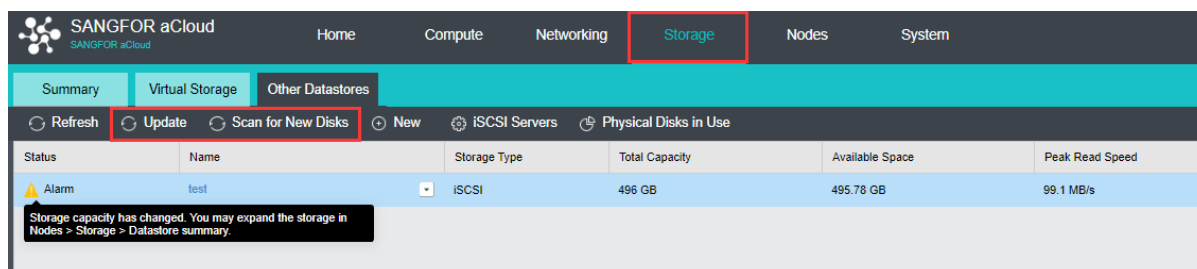 SANGFOR aCloud
SANGFOR aCloud
Home Compute Networking Storage Nodes System
Summary Virtual Storage Other Datastores
Refresh Update Scan for New Disks New iSCSI Servers Physical Disks in Use
Status Name Storage Type Total Capacity Available Space Peak Read Speed
Alarm test iSCSI 496 GB 495.78 GB 99.1 MB/s
Storage capacity has changed. You may expand the storage in
Nodes > Storage > Datastore summary.